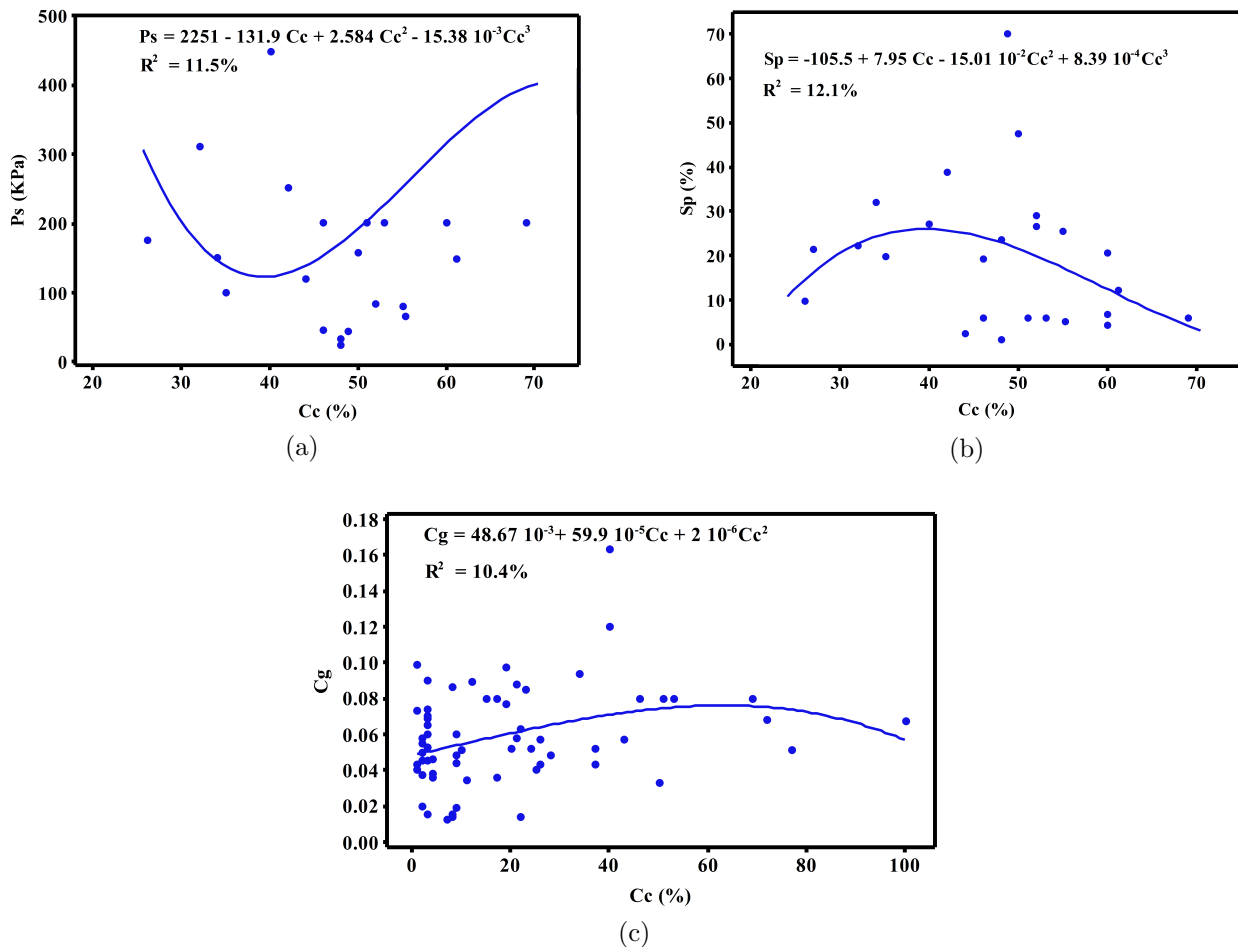 Ps = 2251 - 131.9 Cc + 2.584 Cc² - 15.38 10⁻³Cc³
R² = 11.5%
500
400
300
200
100
0
Ps (KPa)
20 30 40 50 60 70
Cc (%)
(a)
Sp = -105.5 + 7.95 Cc - 15.01 10⁻²Cc² + 8.39 10⁻⁴Cc³
R² = 12.1%
70
60
50
40
30
20
10
0
Sp (%)
20 30 40 50 60 70
Cc (%)
(b)
Cg = 48.67 10⁻³+ 59.9 10⁻⁵Cc + 2 10⁻⁶Cc²
R² = 10.4%
0.18
0.16
0.14
0.12
0.10
0.08
0.06
0.04
0.02
0.00
Cg
0 20 40 60 80 100
Cc (%)
(c)